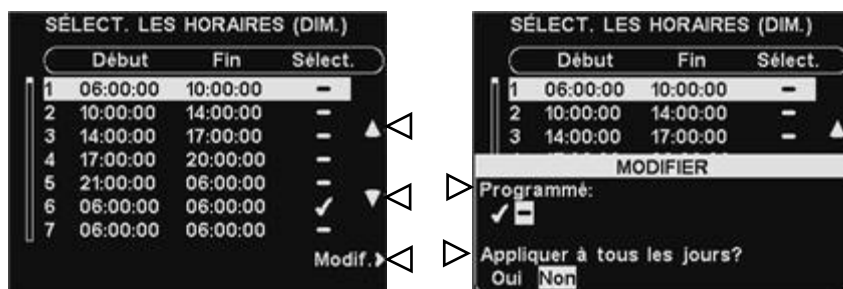 SÉLECT. LES HORAIRES (DIM.)
Début Fin Sélect.
1 06:00:00 10:00:00 –
2 10:00:00 14:00:00 –
3 14:00:00 17:00:00 –
4 17:00:00 20:00:00 –
5 21:00:00 06:00:00 –
6 06:00:00 06:00:00 ✓
7 06:00:00 06:00:00 –
Modif.
SÉLECT. LES HORAIRES (DIM.)
Début Fin Sélect.
1 06:00:00 10:00:00 –
2 10:00:00 14:00:00 –
3 14:00:00 17:00:00 –
MODIFIER
Programmé:
✓ –
Appliquer à tous les jours?
Oui Non